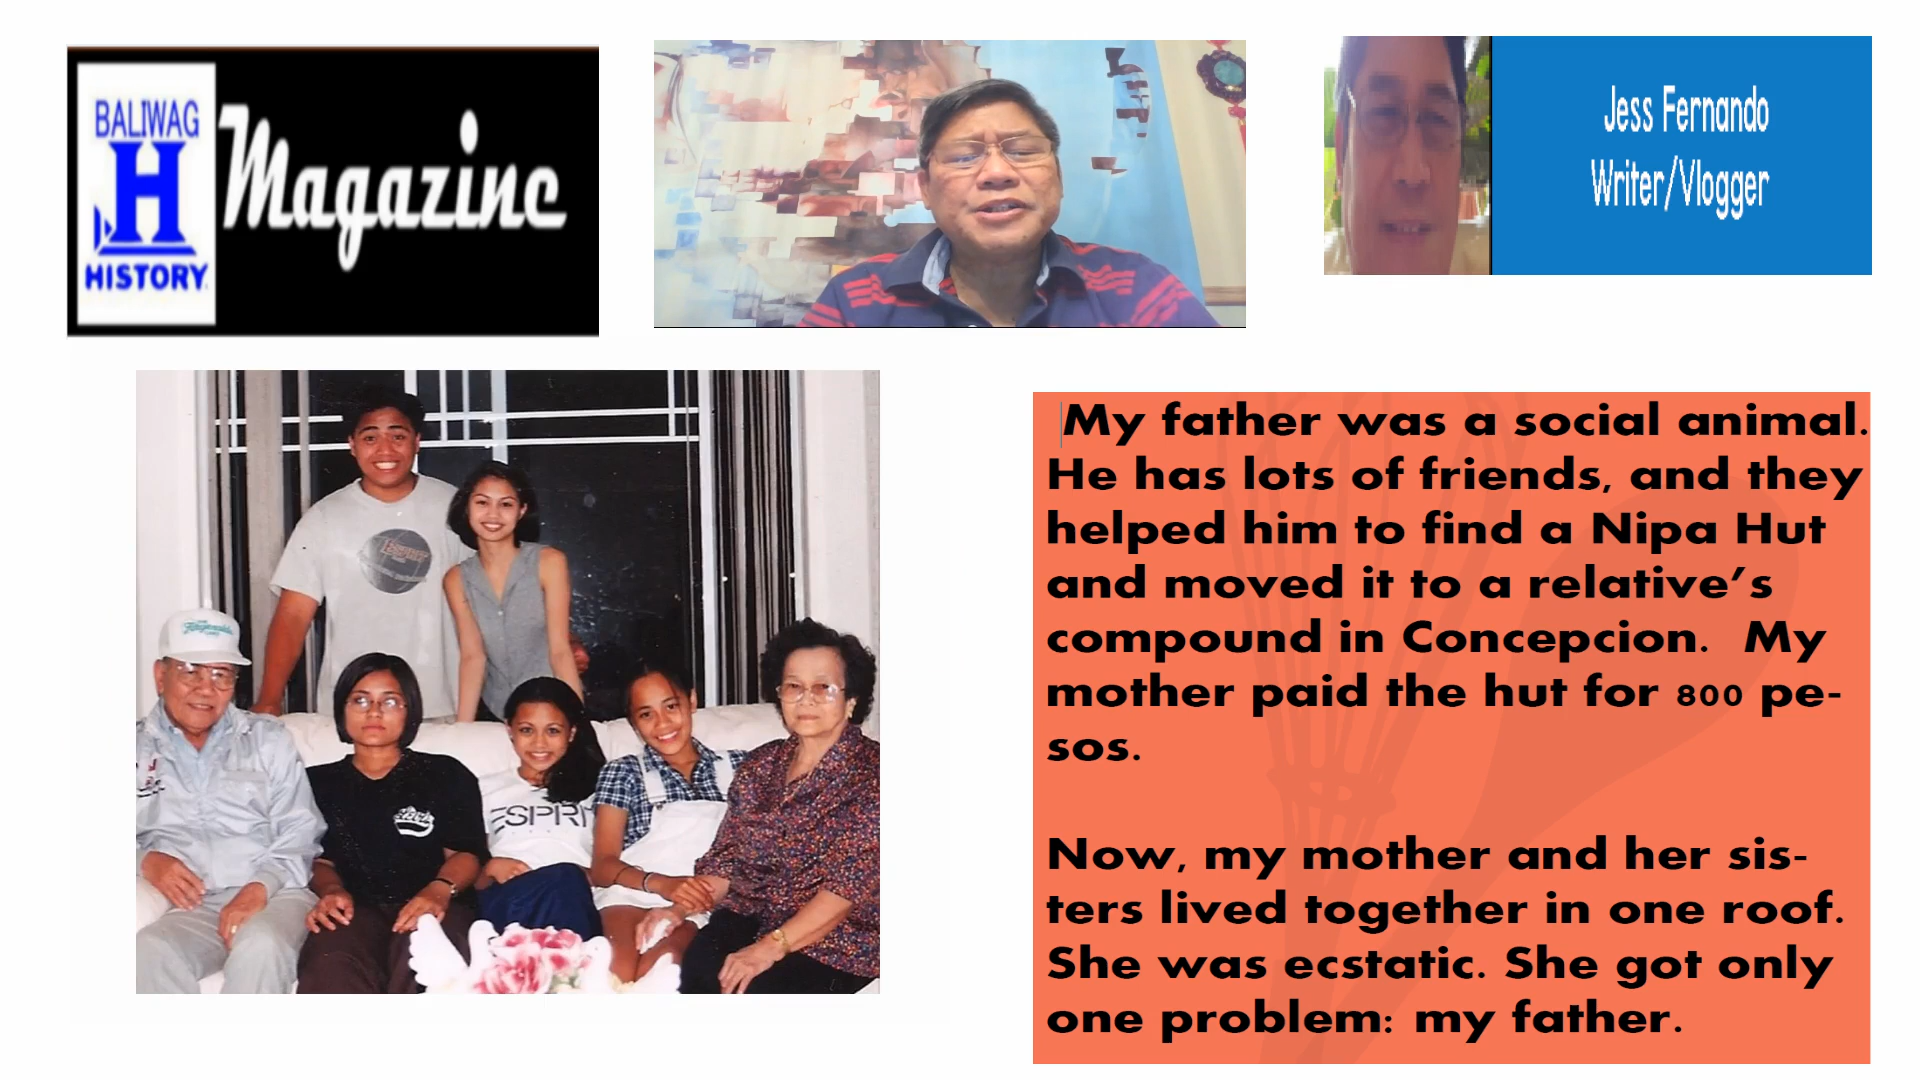 BALIWAG
H
HISTORY
Magazine
Jess Fernando
Writer/Vlogger
ESPRIT
My father was a social animal.
He has lots of friends, and they
helped him to find a Nipa Hut
and moved it to a relative’s
compound in Concepcion. My
mother paid the hut for 800 pe-
sos.
Now, my mother and her sis-
ters lived together in one roof.
She was ecstatic. She got only
one problem: my father.